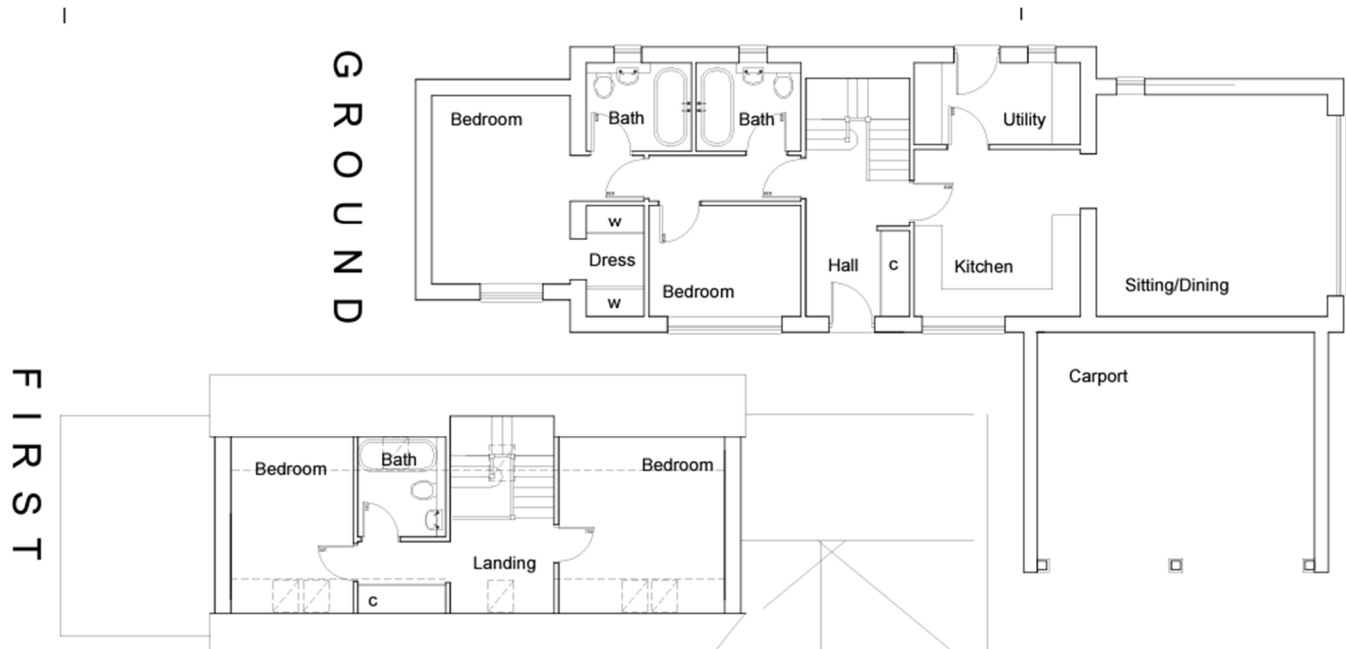 GROUND
Bedroom
Bath
Bath
Utility
W
Dress
W
Bedroom
Hall
C
Kitchen
Sitting/Dining
Carport
FIRST
Bedroom
Bath
Bedroom
Landing
C